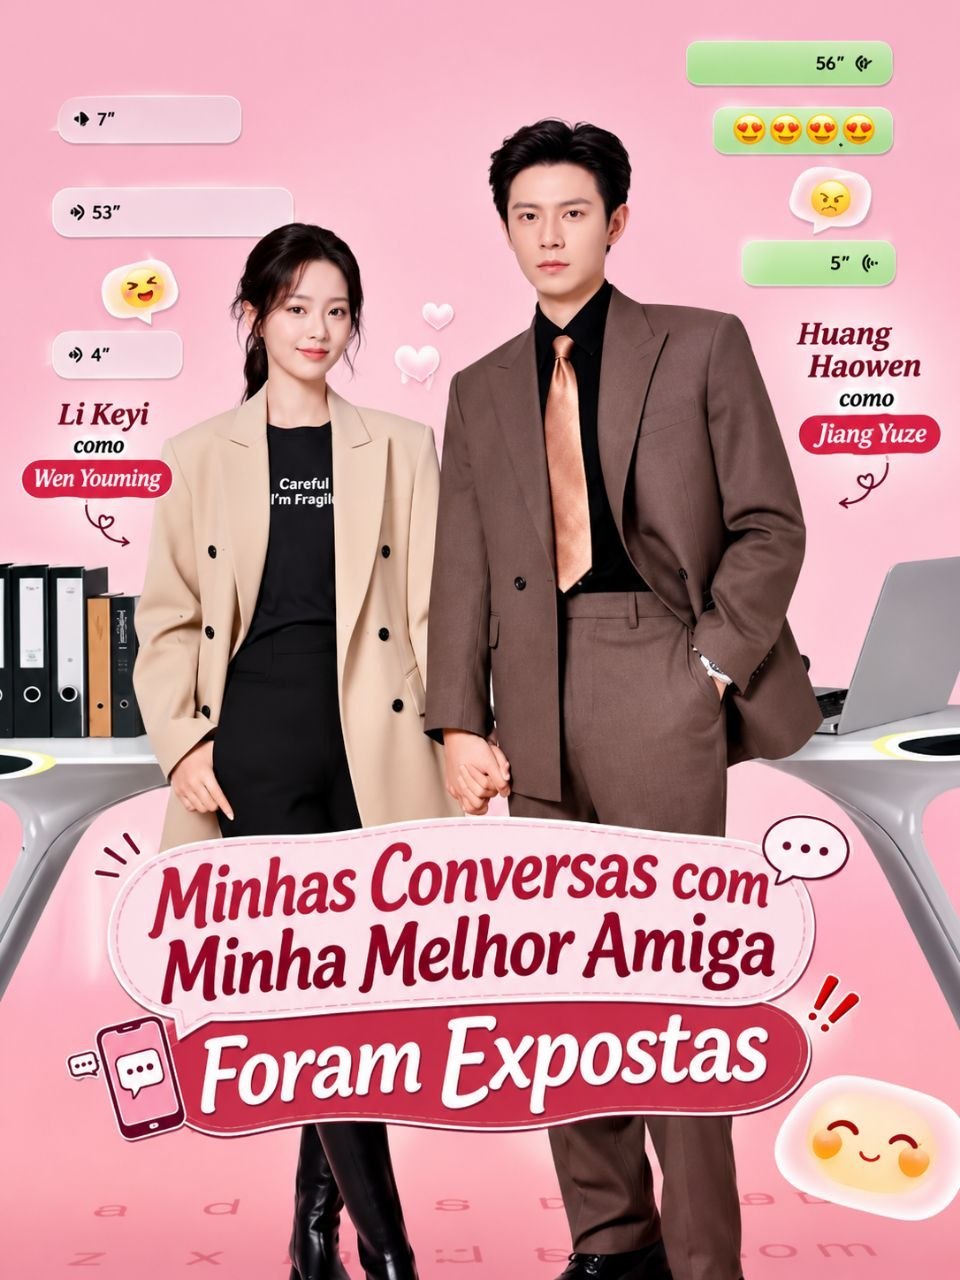 56"
7"
53"
5"
4"
Huang
Haowen
como
Jiang Yuze
Li Keyi
como
Wen Youming
Careful
I'm Fragile
Minhas Conversas com
Minha Melhor Amiga
Foram Expostas